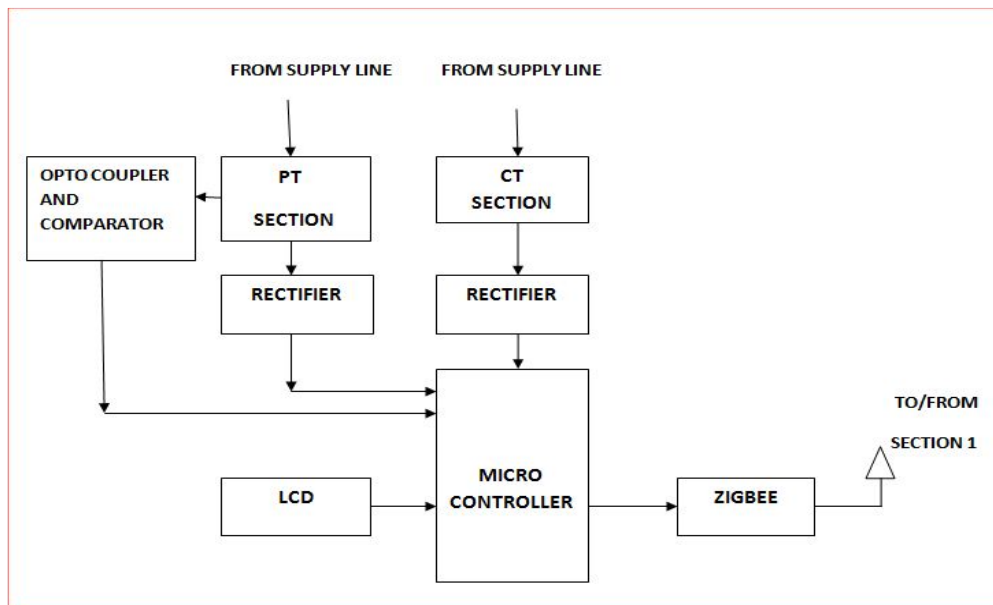 FROM SUPPLY LINE
FROM SUPPLY LINE
OPTO COUPLER
AND
COMPARATOR
PT
SECTION
CT
SECTION
RECTIFIER
RECTIFIER
TO/FROM
SECTION 1
LCD
MICRO
CONTROLLER
ZIGBEE